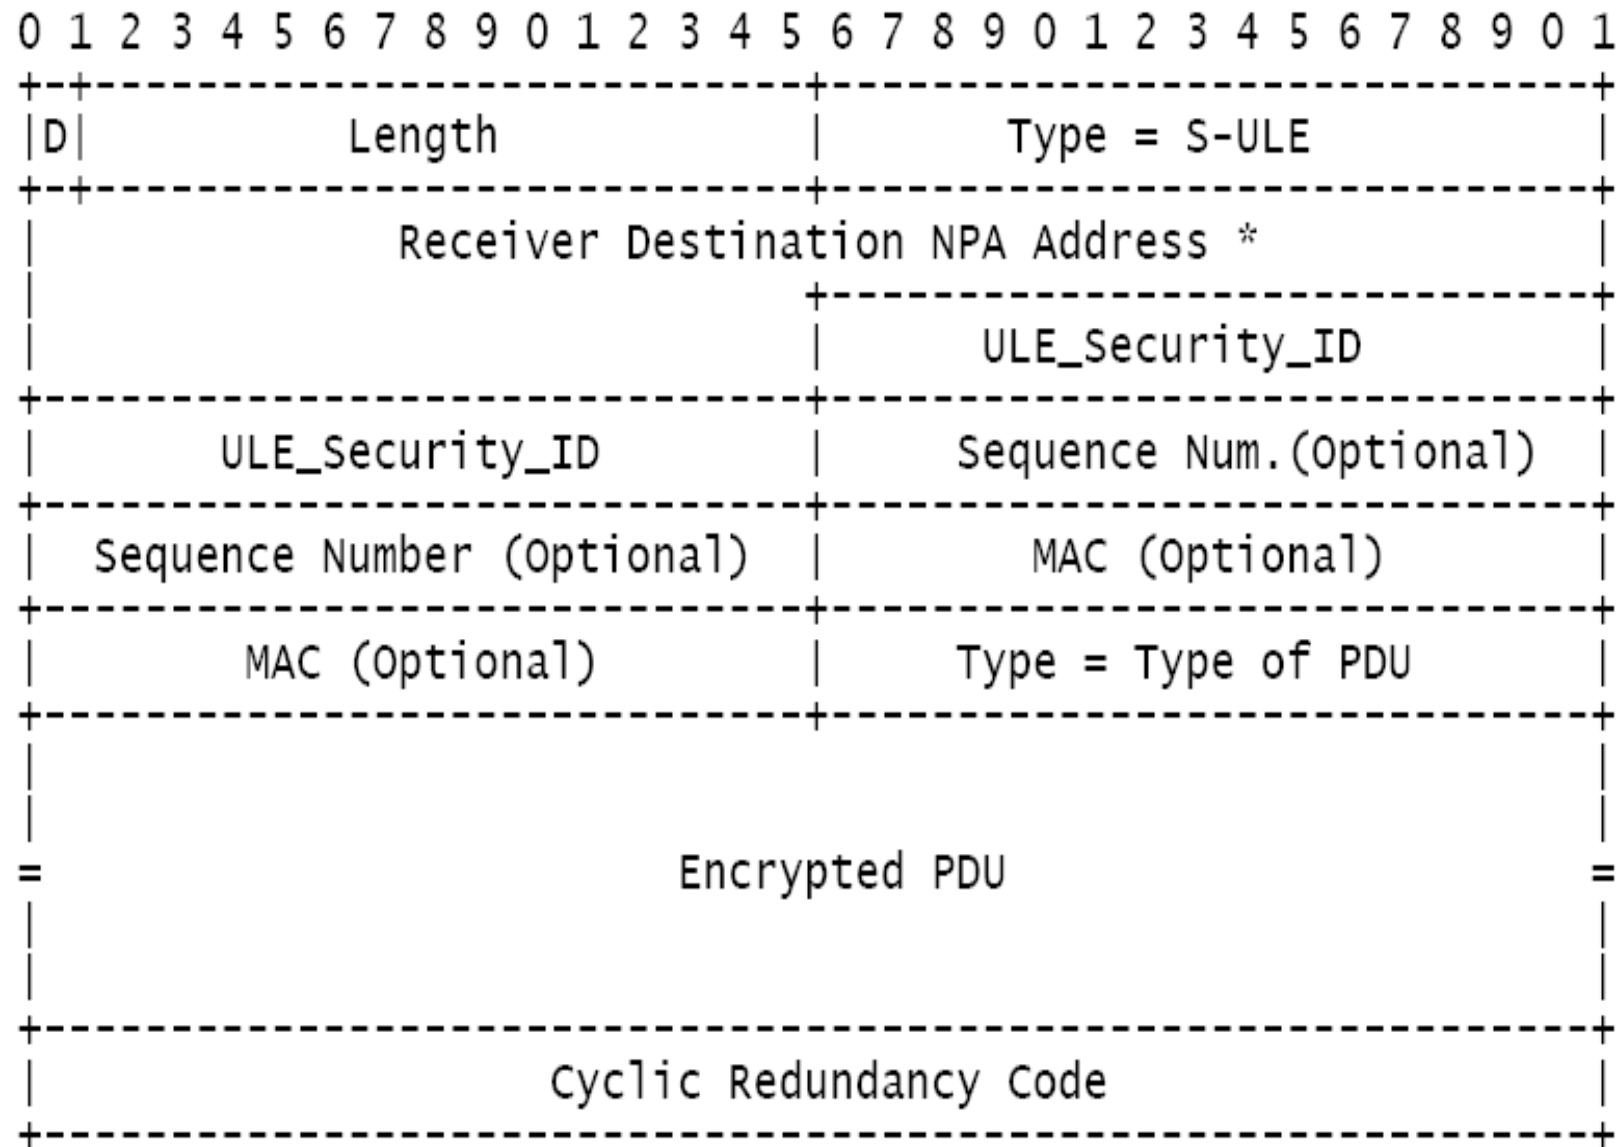 0 1 2 3 4 5 6 7 8 9 0 1 2 3 4 5 6 7 8 9 0 1 2 3 4 5 6 7 8 9 0 1
|D| Length | Type = S-ULE |
Receiver Destination NPA Address *
ULE_Security_ID
ULE_Security_ID | Sequence Num.(Optional)
Sequence Number (Optional) | MAC (Optional)
MAC (Optional) | Type = Type of PDU
= Encrypted PDU =
Cyclic Redundancy Code